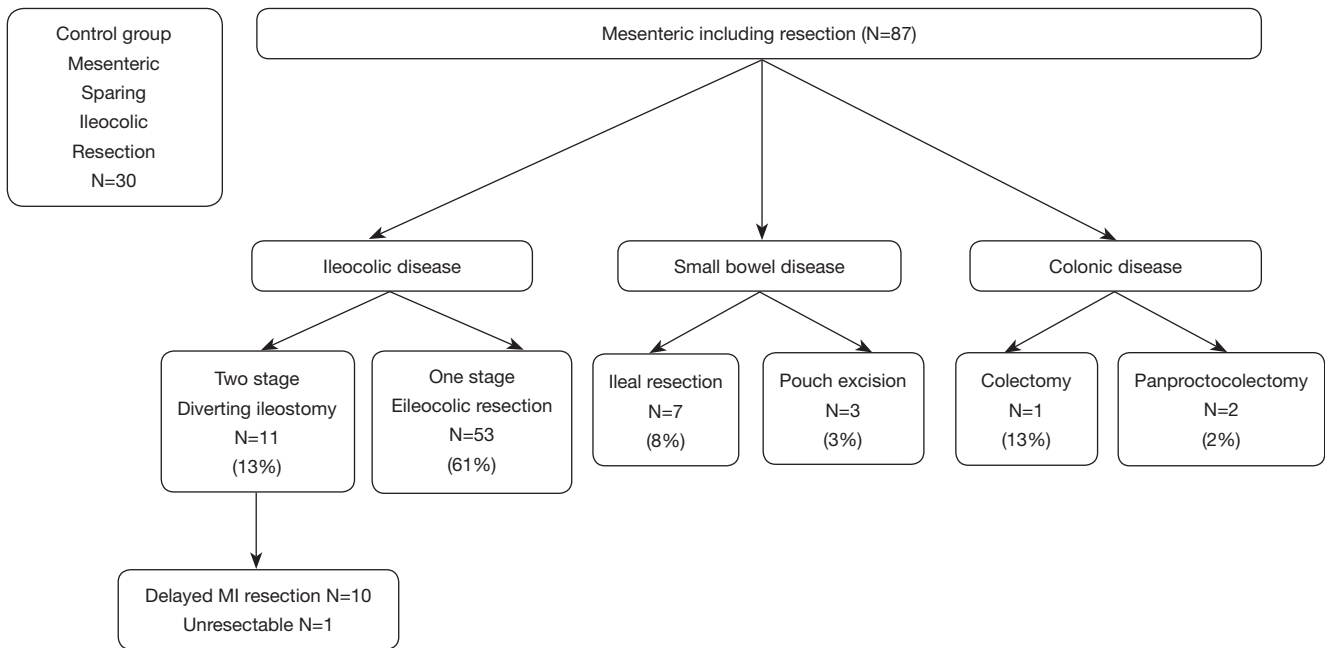 Control group
Mesenteric
Sparing
Ileocolic
Resection
N=30
Mesenteric including resection (N=87)
Ileocolic disease
Small bowel disease
Colonic disease
Two stage
Diverting ileostomy
N=11
(13%)
One stage
Eileocolic resection
N=53
(61%)
Ileal resection
N=7
(8%)
Pouch excision
N=3
(3%)
Colectomy
N=1
(13%)
Panproctocolectomy
N=2
(2%)
Delayed MI resection N=10
Unresectable N=1